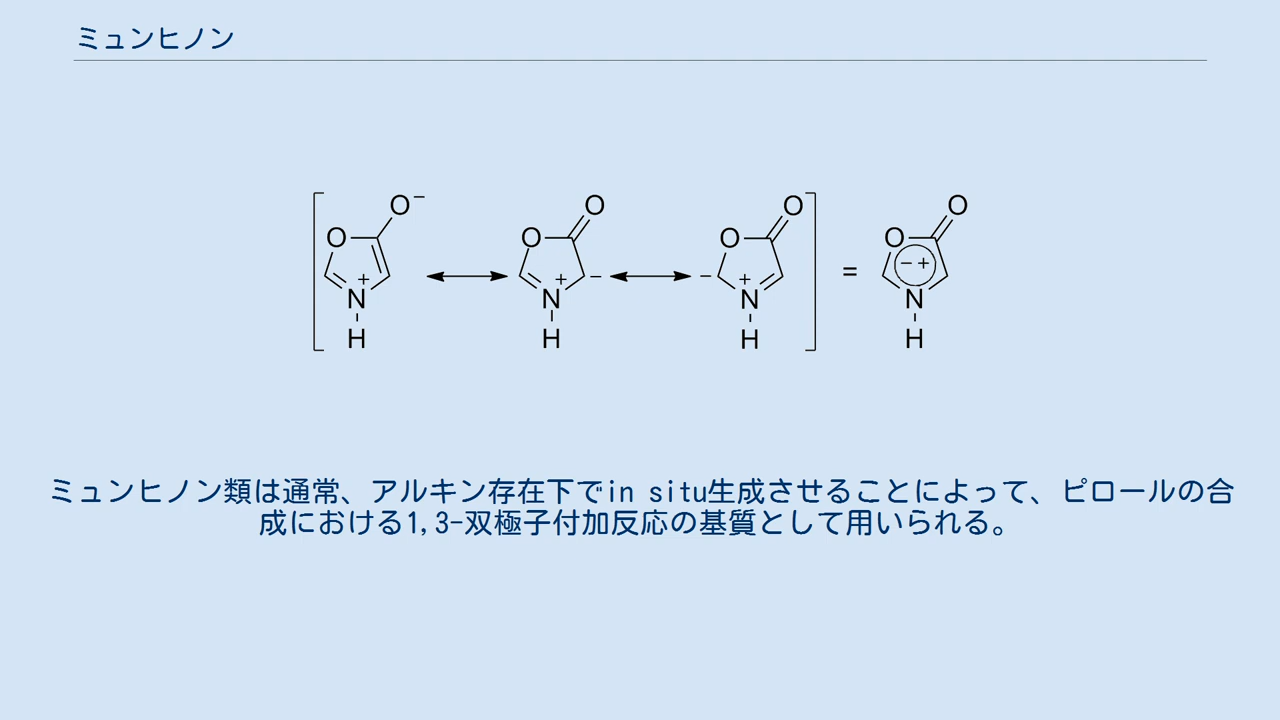 ミュンヒノン
O O⁻ + N H
O O + − N H
O O − + N H
=
O O − + N H
ミュンヒノン類は通常、アルキン存在下でin situ生成させることによって、ピロールの合
成における1,3-双極子付加反応の基質として用いられる。